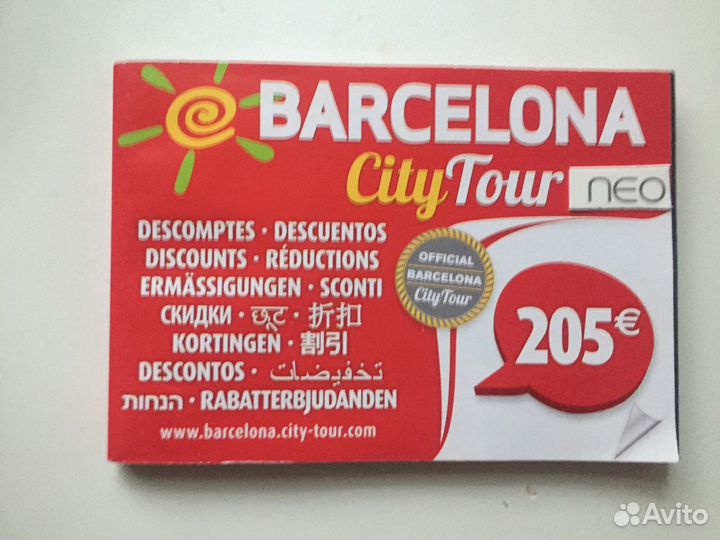 BARCELONA
City Tour
neo
DESCOMPTES · DESCUENTOS
DISCOUNTS · RÉDUCTIONS
ERMÄSSIGUNGEN · SCONTI
СКИДКИ · छूट · 折扣
KORTINGEN · 割引
DESCONTOS · تخفيضات
הנחות · RABATTERBJUDANDEN
www.barcelona.city-tour.com
OFFICIAL
BARCELONA
City Tour
205€
Avito